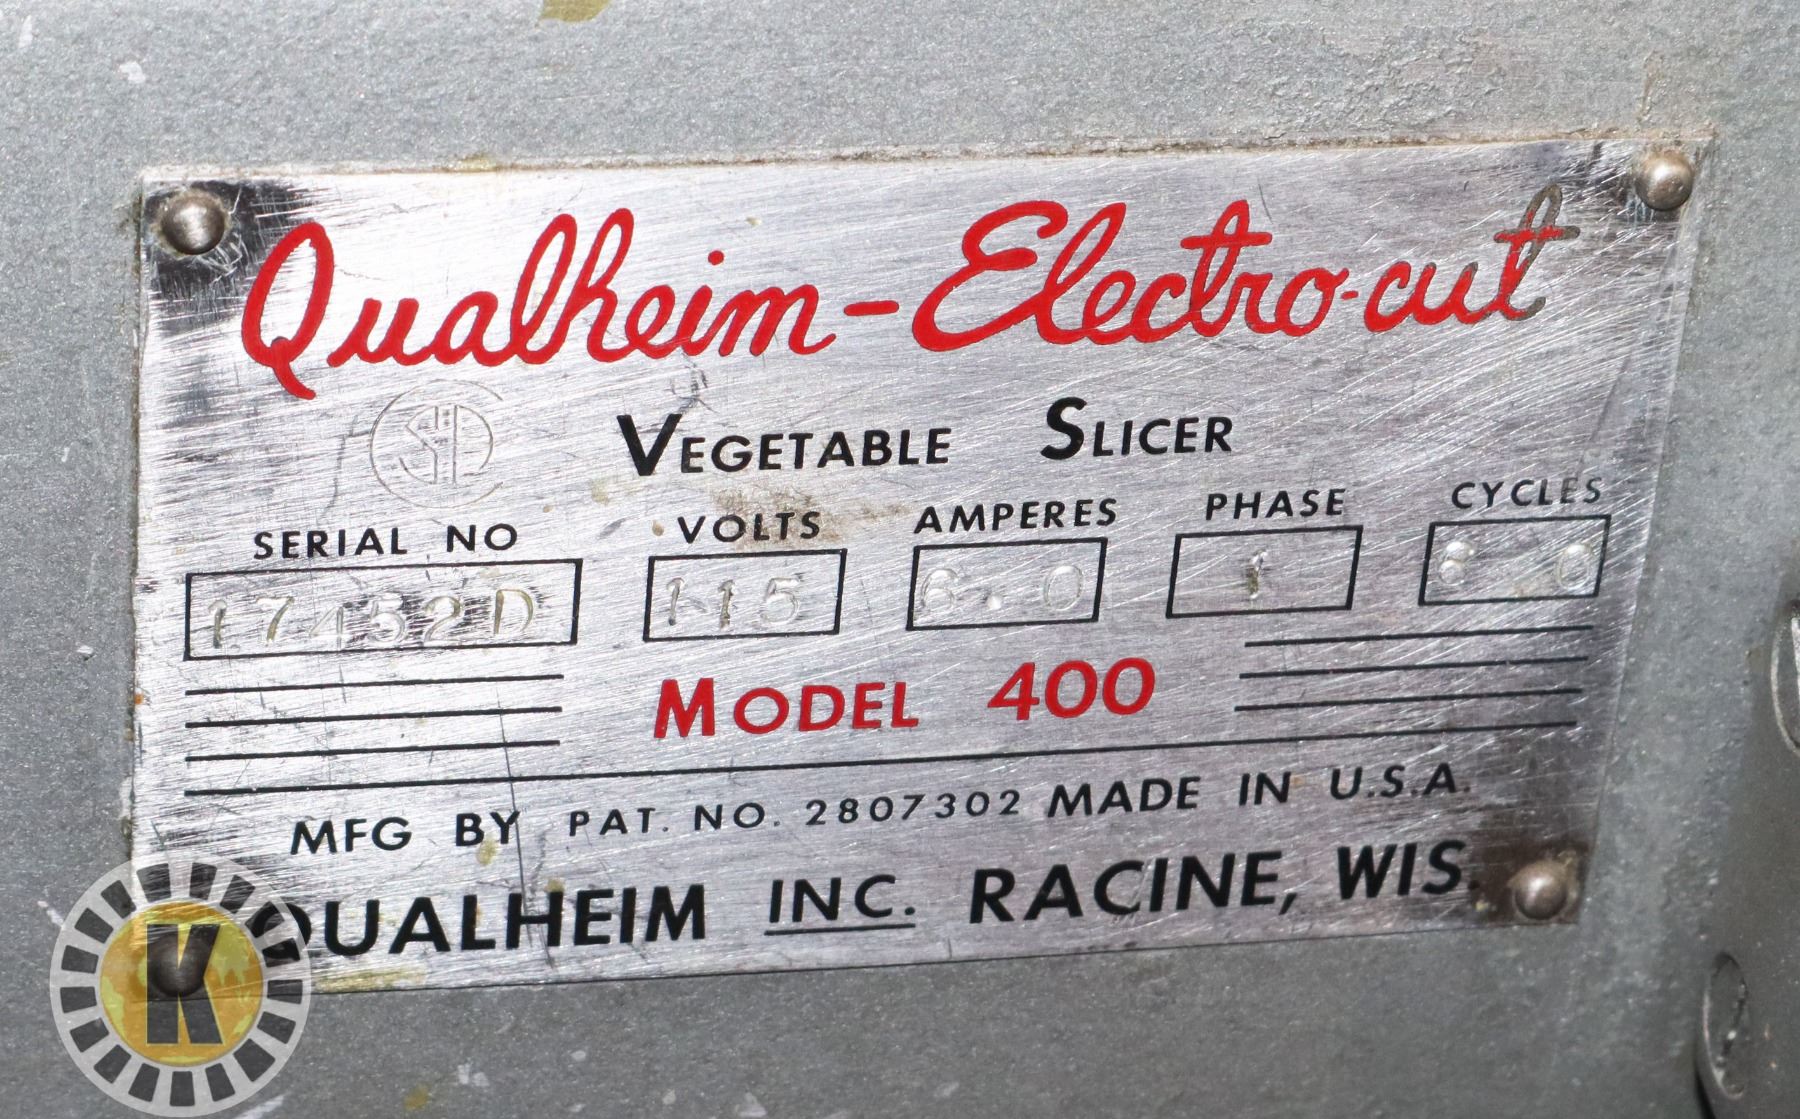 Qualheim-Electro-cut
VEGETABLE SLICER
SERIAL NO VOLTS AMPERES PHASE CYCLES
17452D 115 6.0 1 60
MODEL 400
MFG BY PAT. NO. 2807302 MADE IN U.S.A.
QUALHEIM INC. RACINE, WIS.
K